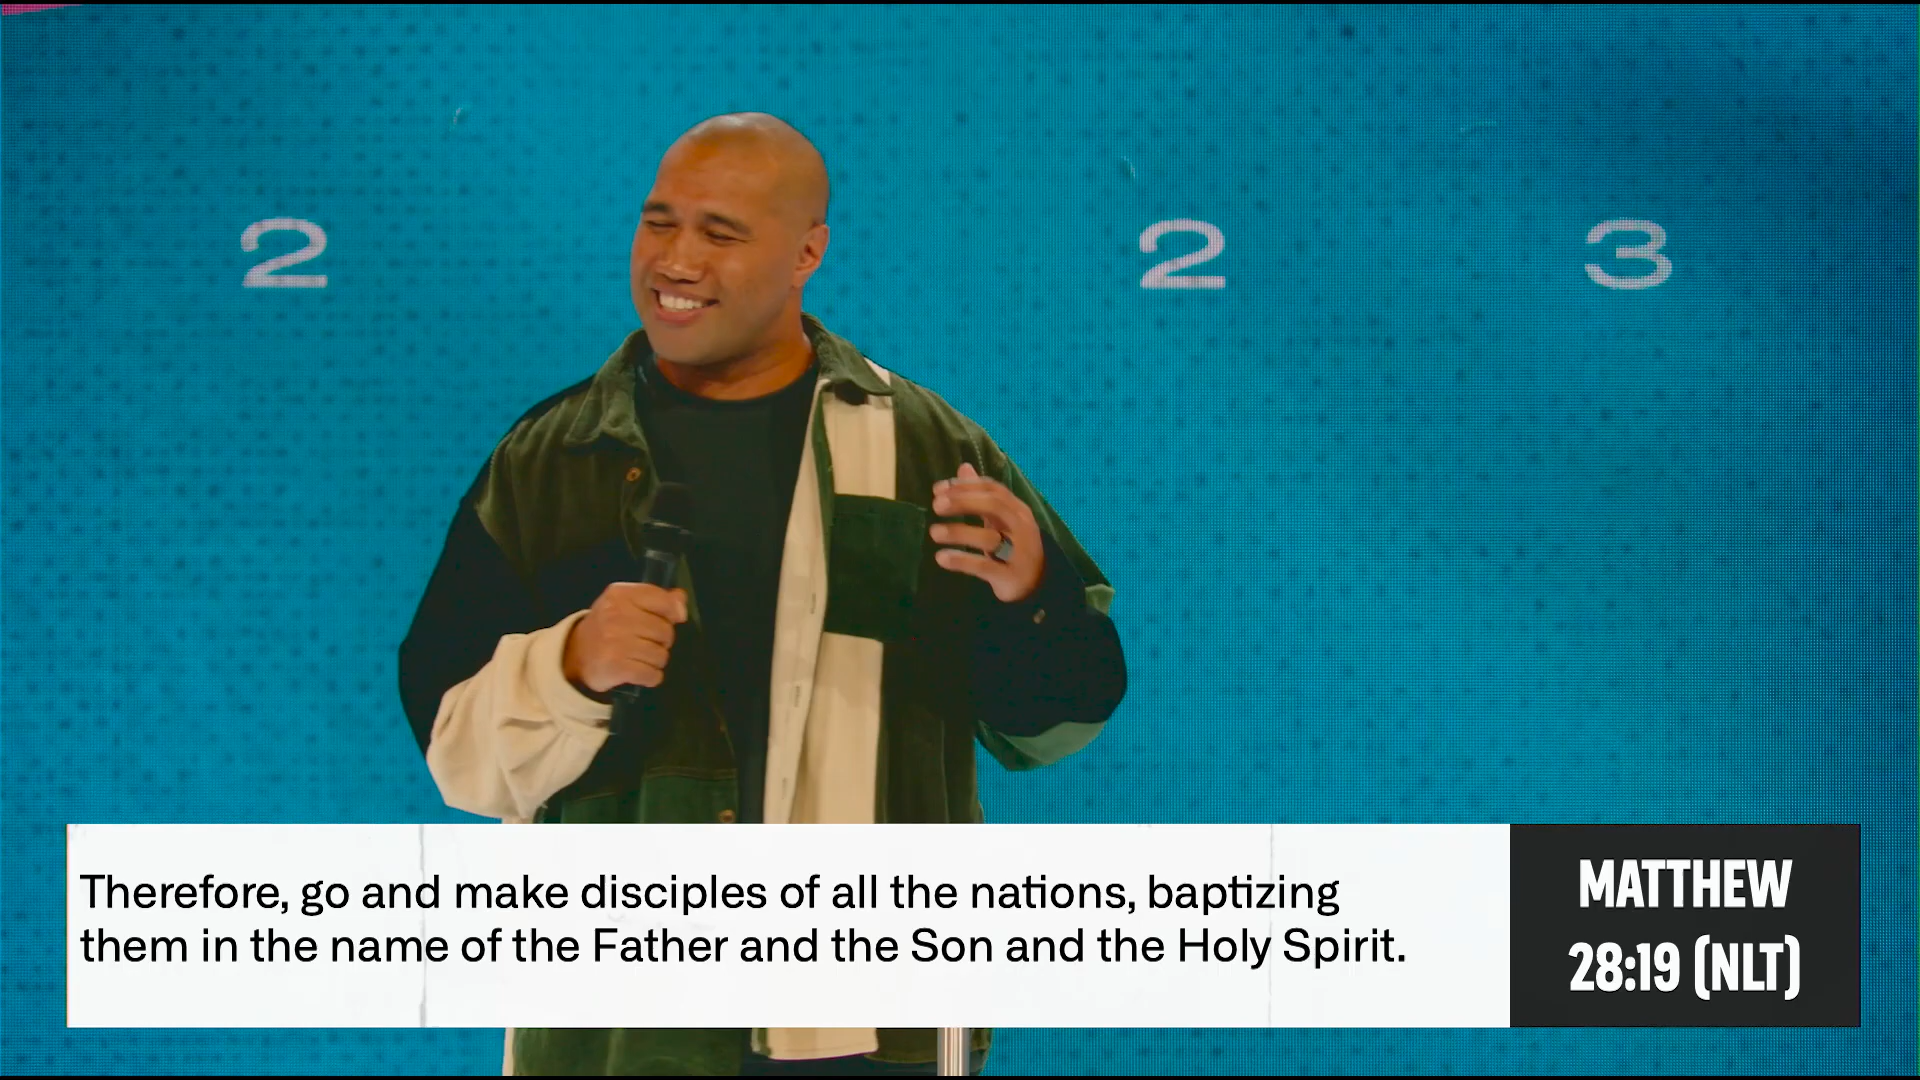 2
2
3
Therefore, go and make disciples of all the nations, baptizing
them in the name of the Father and the Son and the Holy Spirit.
MATTHEW
28:19 (NLT)